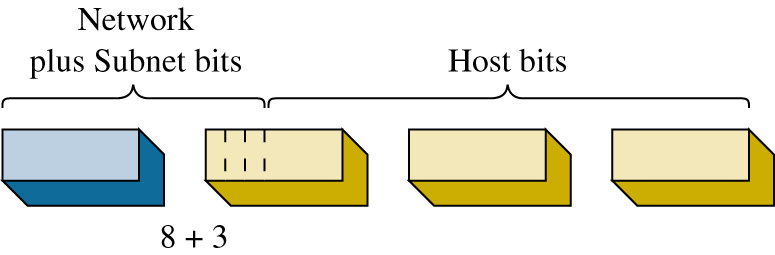 Network
plus Subnet bits
Host bits
8 + 3